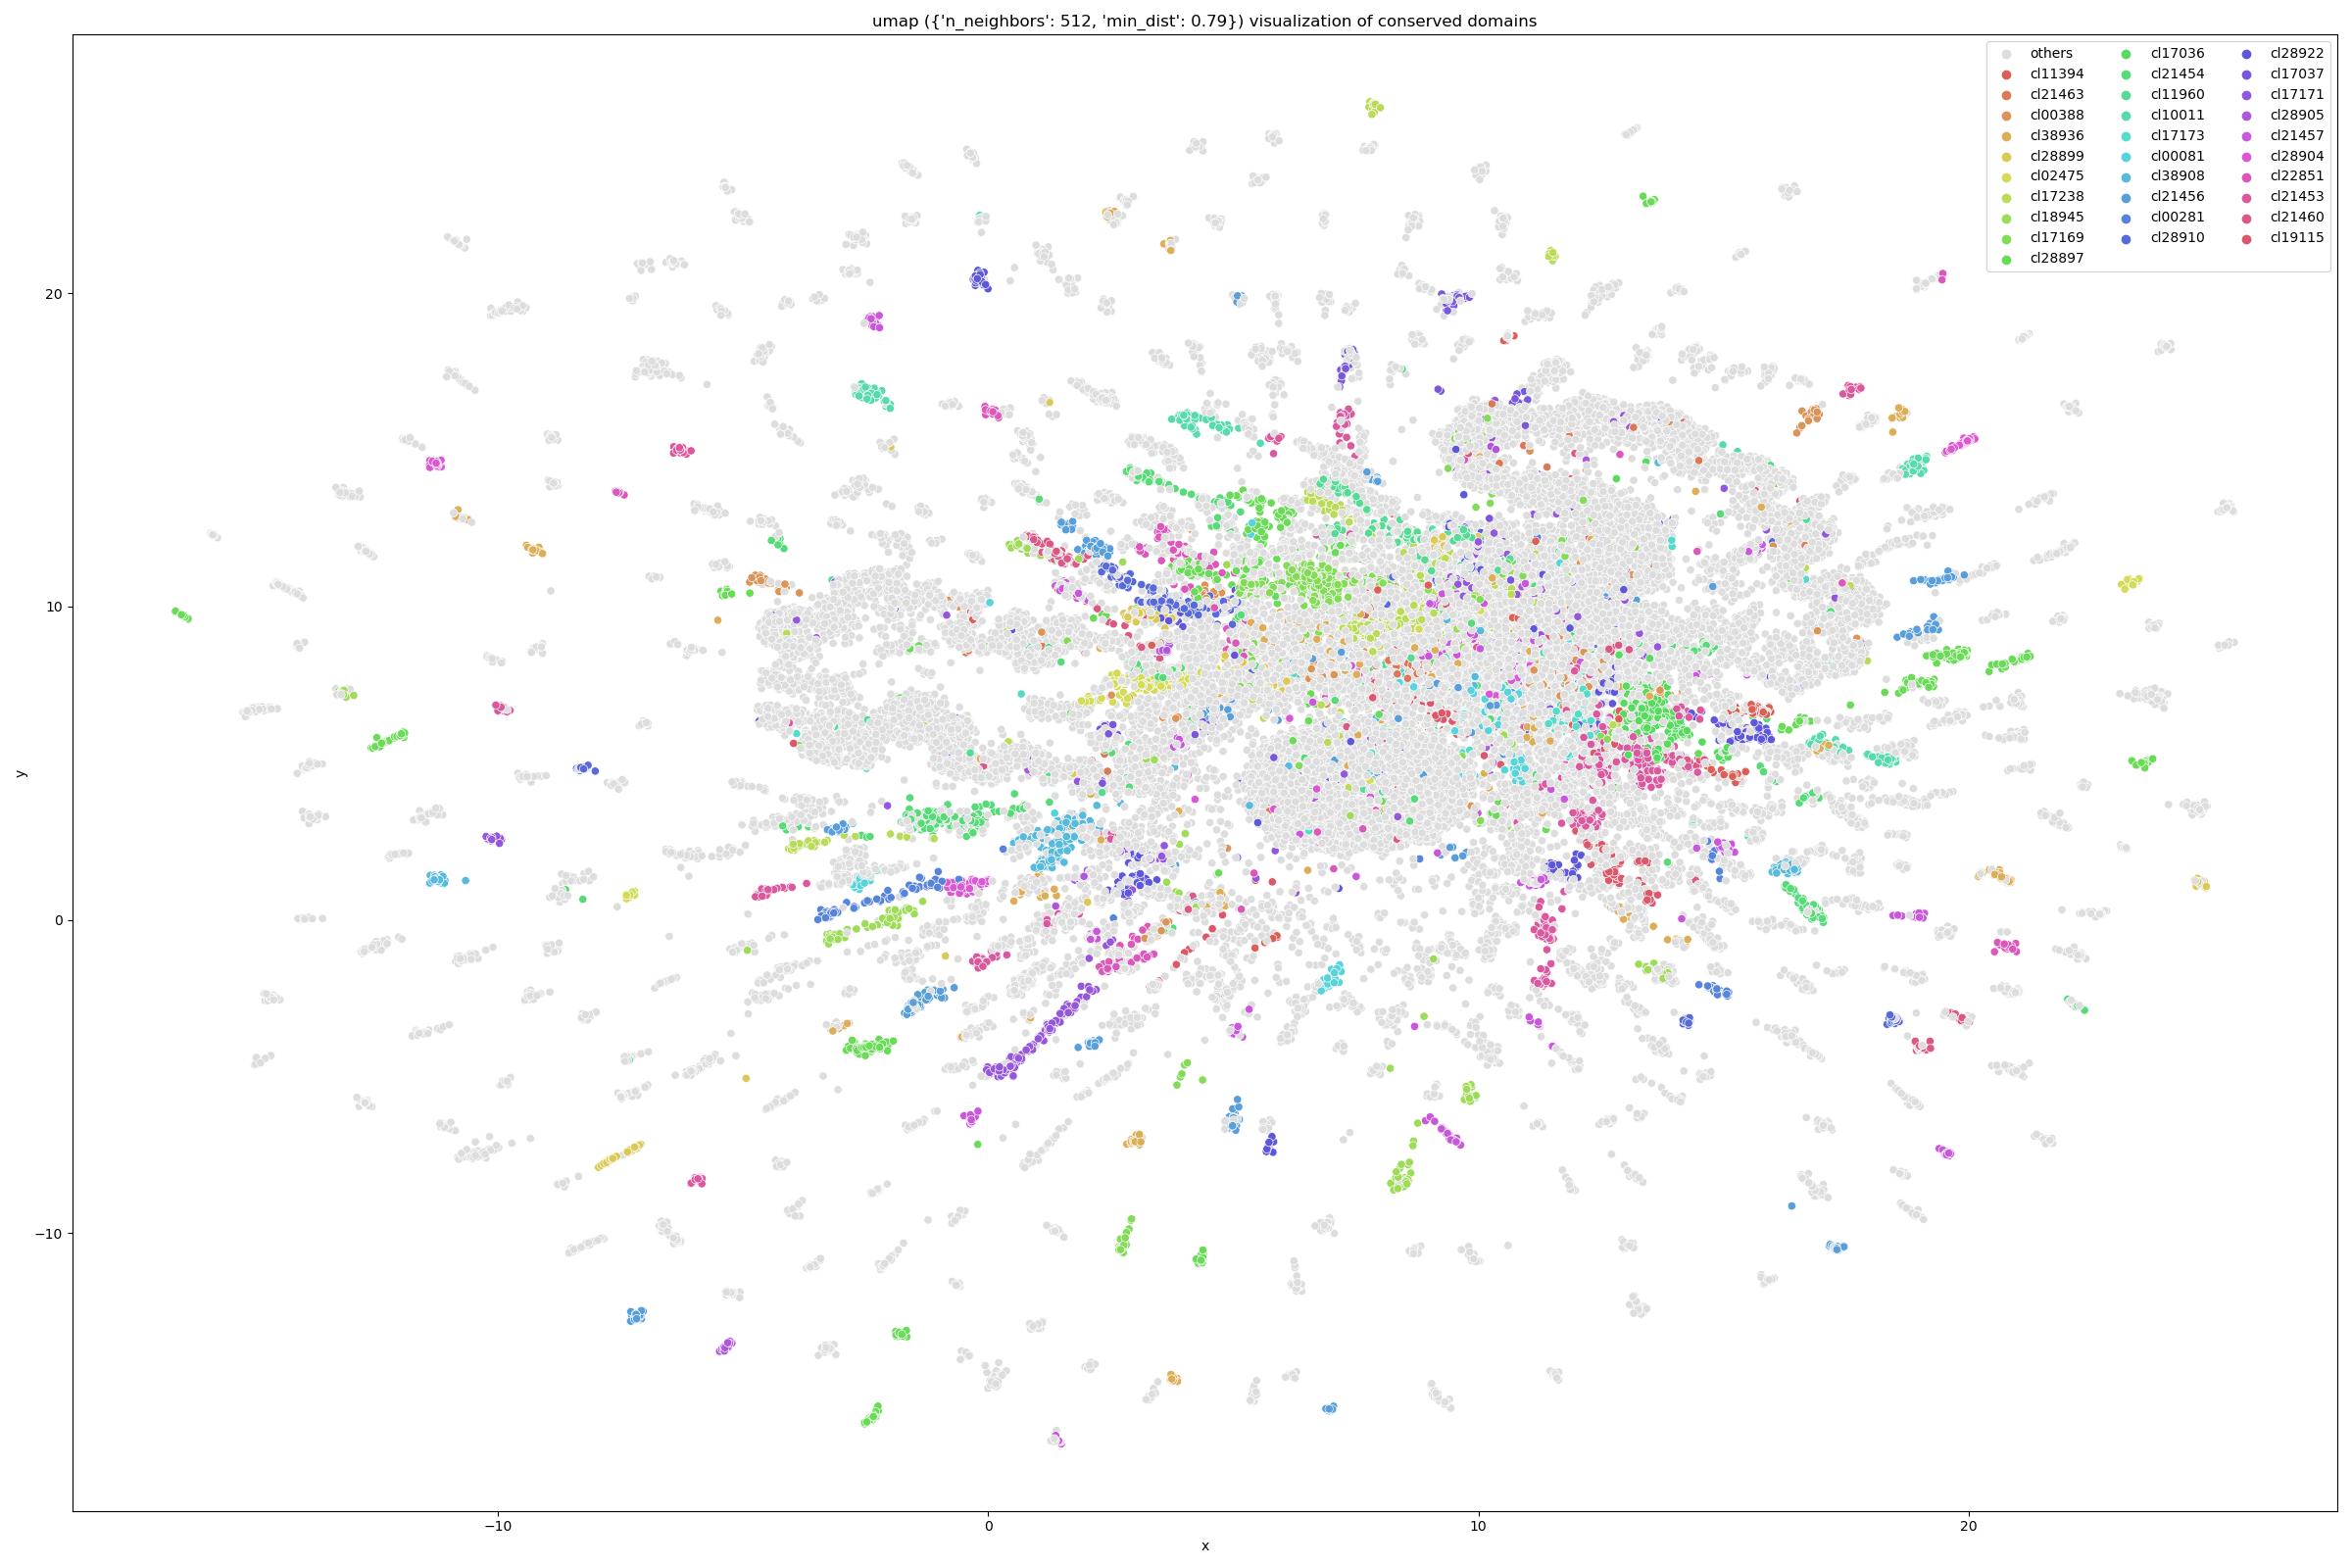 umap ({'n_neighbors': 512, 'min_dist': 0.79}) visualization of conserved domains
others
cl11394
cl21463
cl00388
cl38936
cl28899
cl02475
cl17238
cl18945
cl17169
cl28897
cl17036
cl21454
cl11960
cl10011
cl17173
cl00081
cl38908
cl21456
cl00281
cl28910
cl28922
cl17037
cl17171
cl28905
cl21457
cl28904
cl22851
cl21453
cl21460
cl19115
y
20
10
0
−10
−10
0
10
20
x